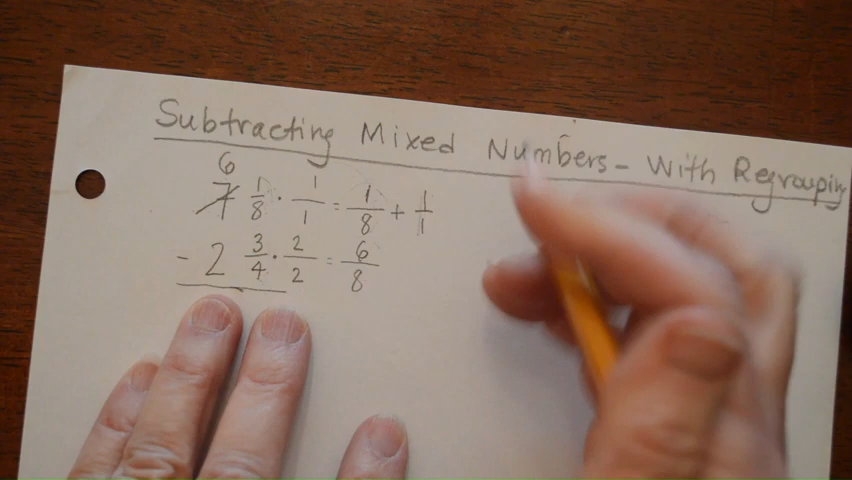 Subtracting Mixed Numbers - With Regrouping
6
7 1/8 · 1/1 = 1/8 + 1/1
- 2 3/4 · 2/2 = 6/8